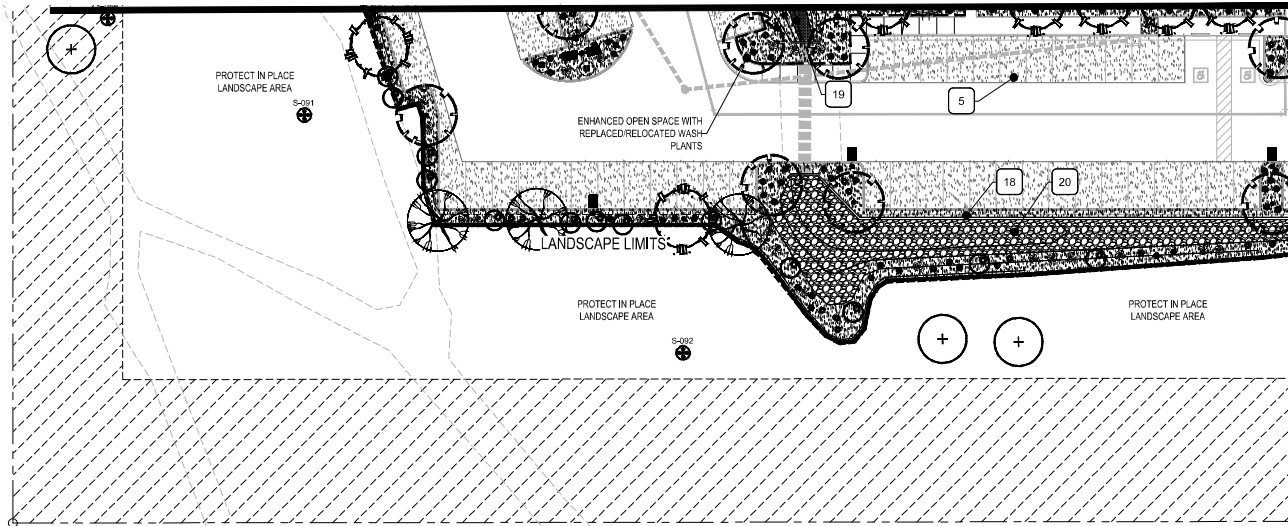 PROTECT IN PLACE
LANDSCAPE AREA
S-091
19
5
ENHANCED OPEN SPACE WITH
REPLACED/RELOCATED WASH
PLANTS
18
20
LANDSCAPE LIMITS
PROTECT IN PLACE
LANDSCAPE AREA
PROTECT IN PLACE
LANDSCAPE AREA
S-092